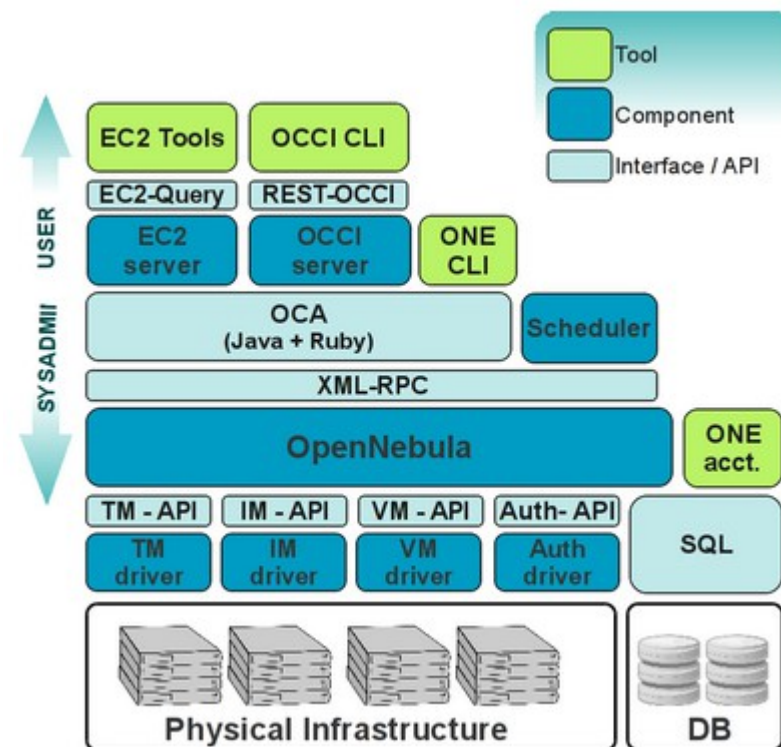 Tool
Component
Interface / API
USER
SYSADMII
EC2 Tools
OCCI CLI
EC2-Query
REST-OCCI
EC2
server
OCCI
server
ONE
CLI
OCA
(Java + Ruby)
Scheduler
XML-RPC
OpenNebula
ONE
acct.
TM - API
IM - API
VM - API
Auth- API
SQL
TM
driver
IM
driver
VM
driver
Auth
driver
Physical Infrastructure
DB